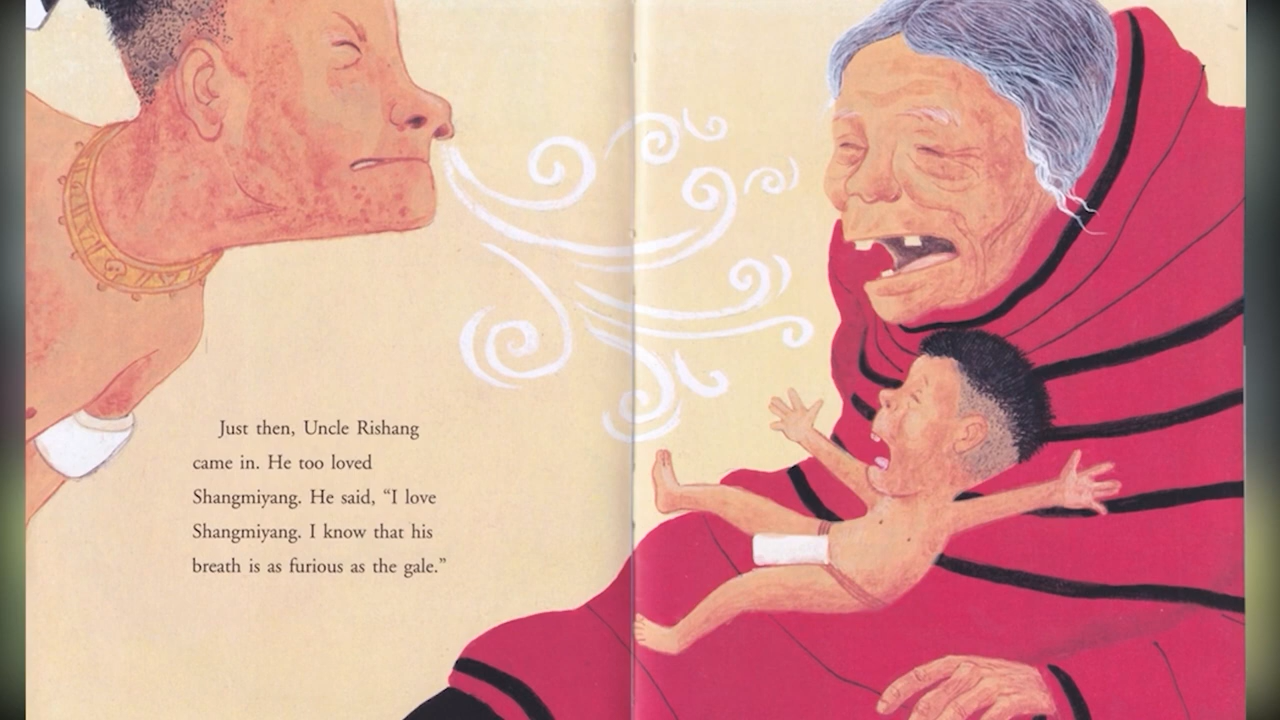 Just then, Uncle Rishang
came in. He too loved
Shangmiyang. He said, “I love
Shangmiyang. I know that his
breath is as furious as the gale.”